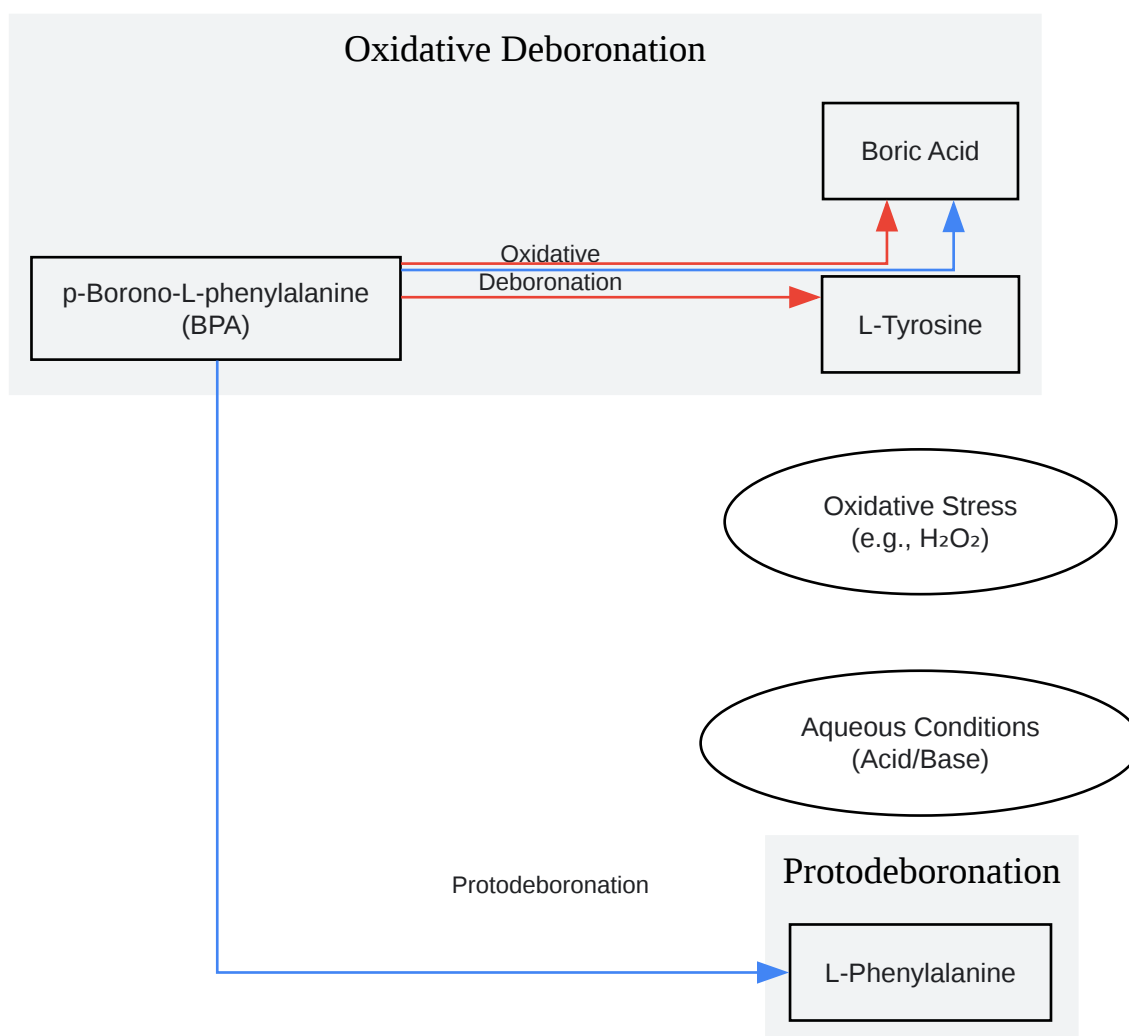 Oxidative Deboronation
Boric Acid
Oxidative
Deboronation
p-Borono-L-phenylalanine
(BPA)
L-Tyrosine
Oxidative Stress
(e.g., H₂O₂)
Aqueous Conditions
(Acid/Base)
Protodeboronation
Protodeboronation
L-Phenylalanine